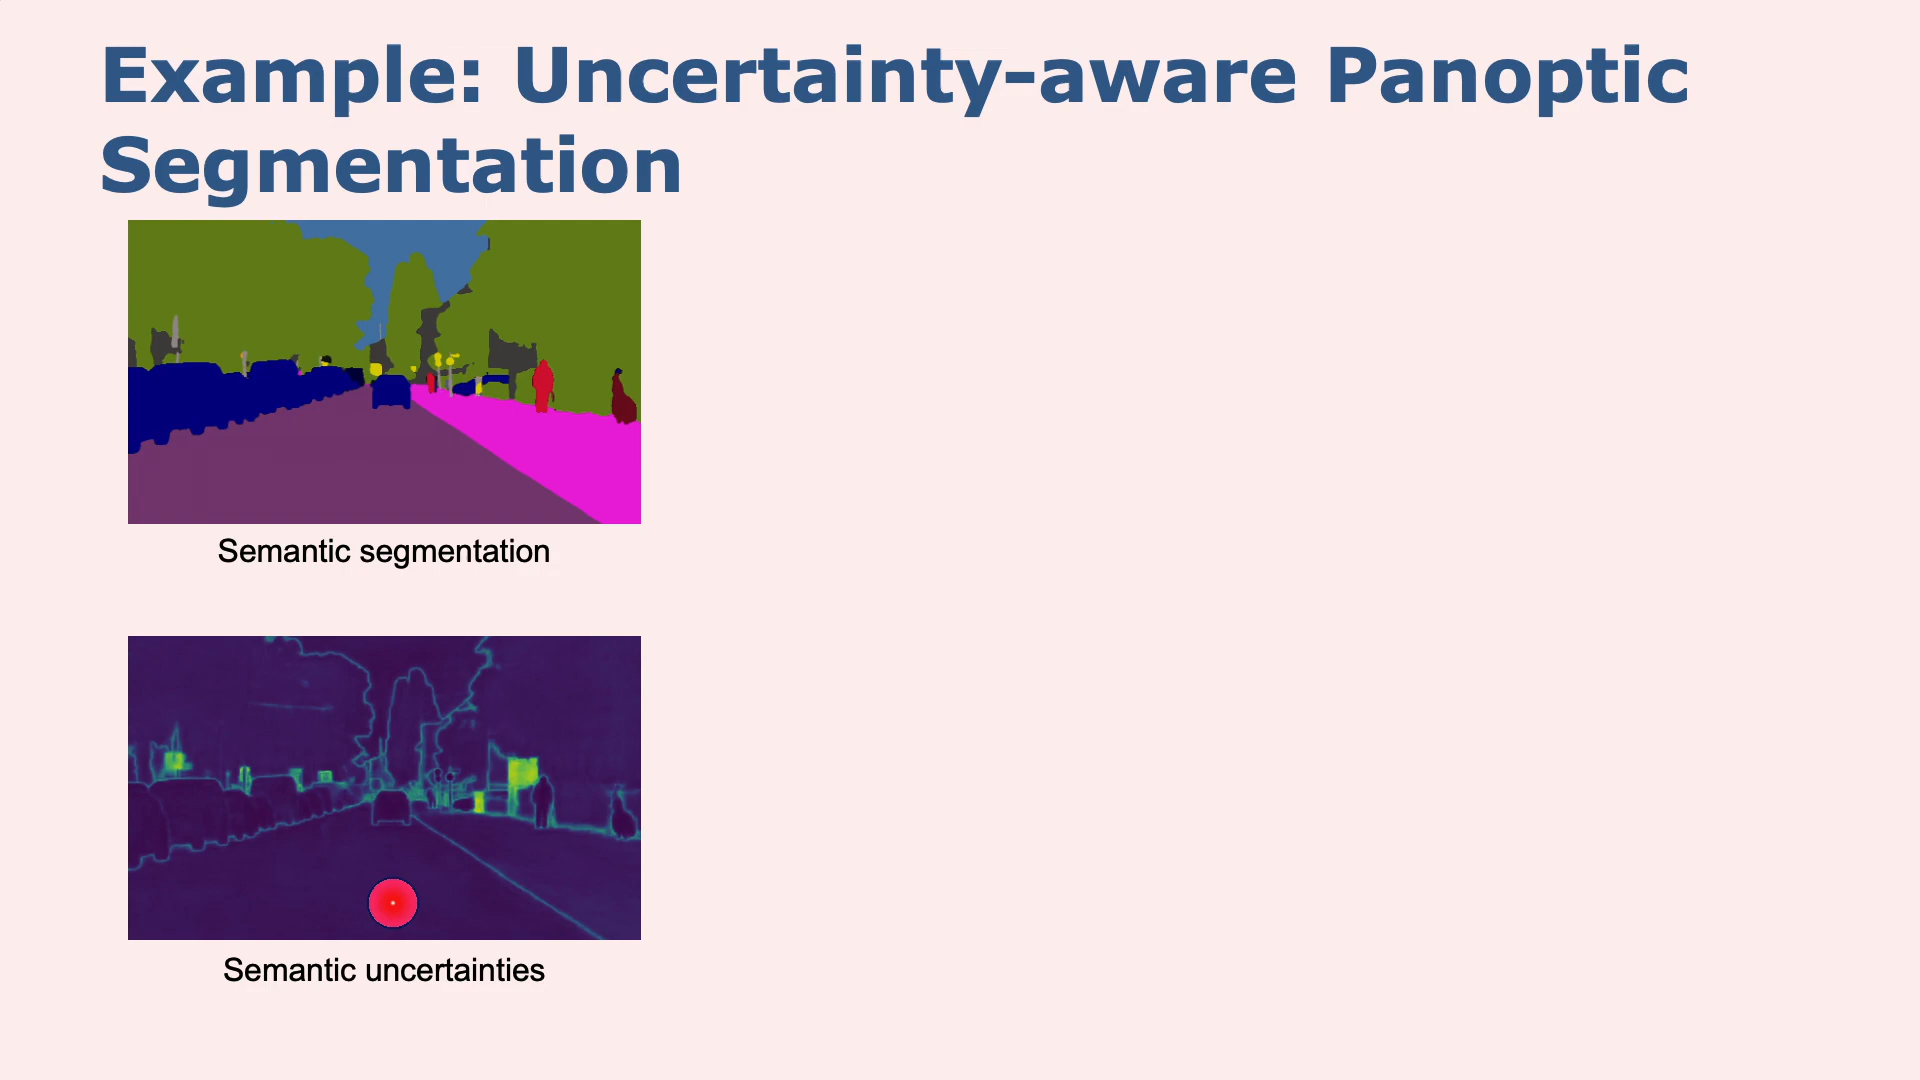 Example: Uncertainty-aware Panoptic
Segmentation
Semantic segmentation
Semantic uncertainties